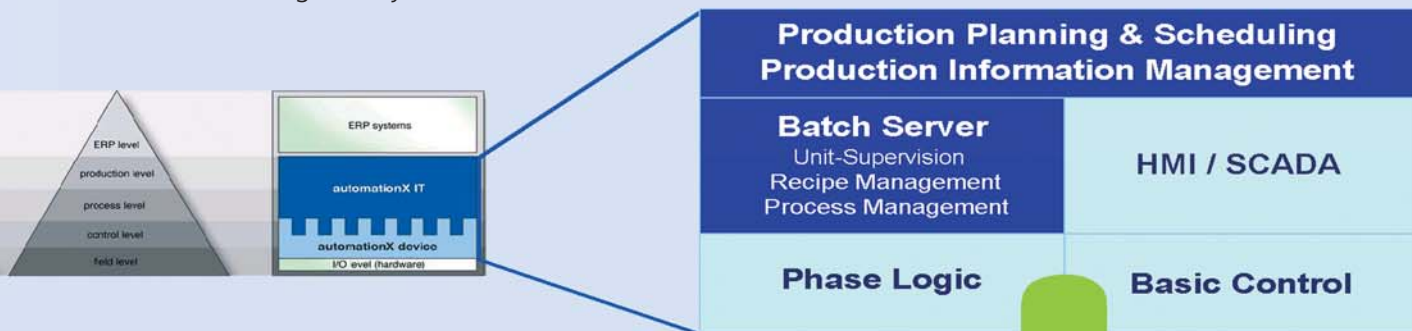 ERP level
production level
process level
control level
field level
ERP systems
automationX IT
automationX device
I/O level (hardware)
Production Planning & Scheduling
Production Information Management
Batch Server
Unit-Supervision
Recipe Management
Process Management
HMI / SCADA
Phase Logic
Basic Control